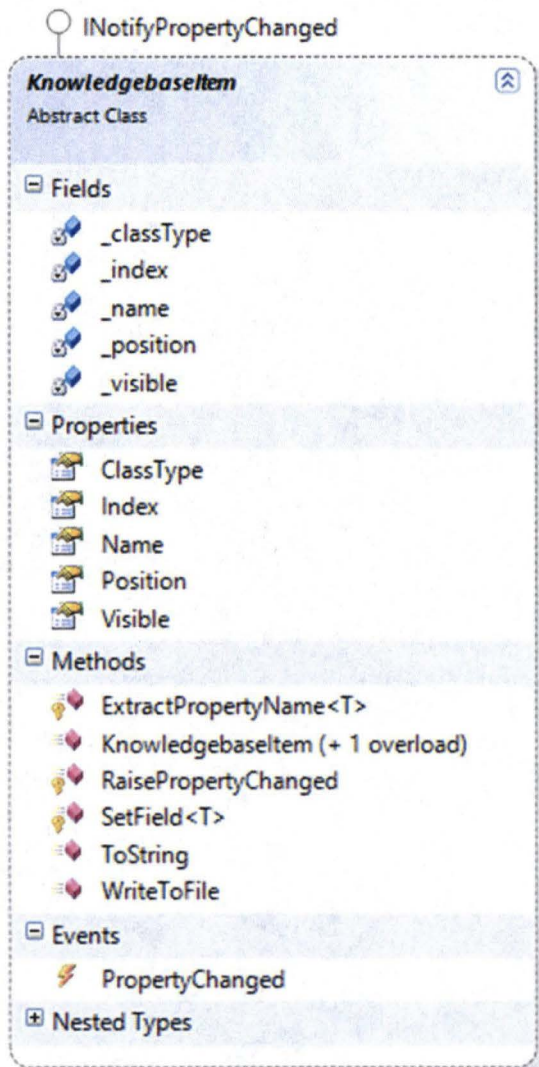 INotifyPropertyChanged
KnowledgebaseItem
Abstract Class
Fields
_classType
_index
_name
_position
_visible
Properties
ClassType
Index
Name
Position
Visible
Methods
ExtractPropertyName<T>
KnowledgebaseItem (+ 1 overload)
RaisePropertyChanged
SetField<T>
ToString
WriteToFile
Events
PropertyChanged
Nested Types